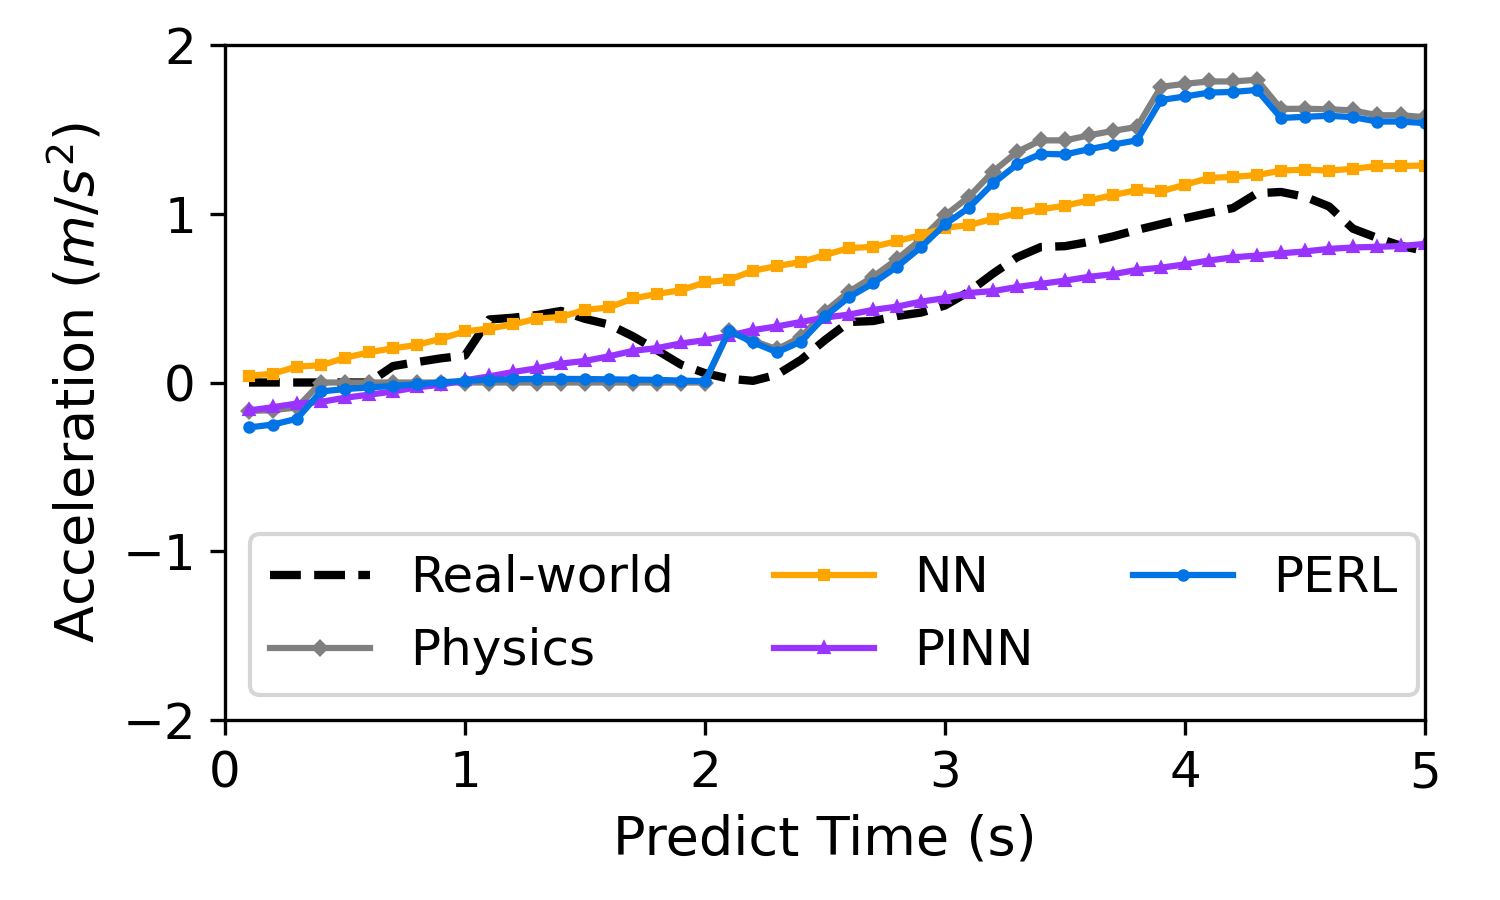 2
1
0
−1
−2
Acceleration (m/s²)
Real-world
Physics
NN
PINN
PERL
0 1 2 3 4 5
Predict Time (s)